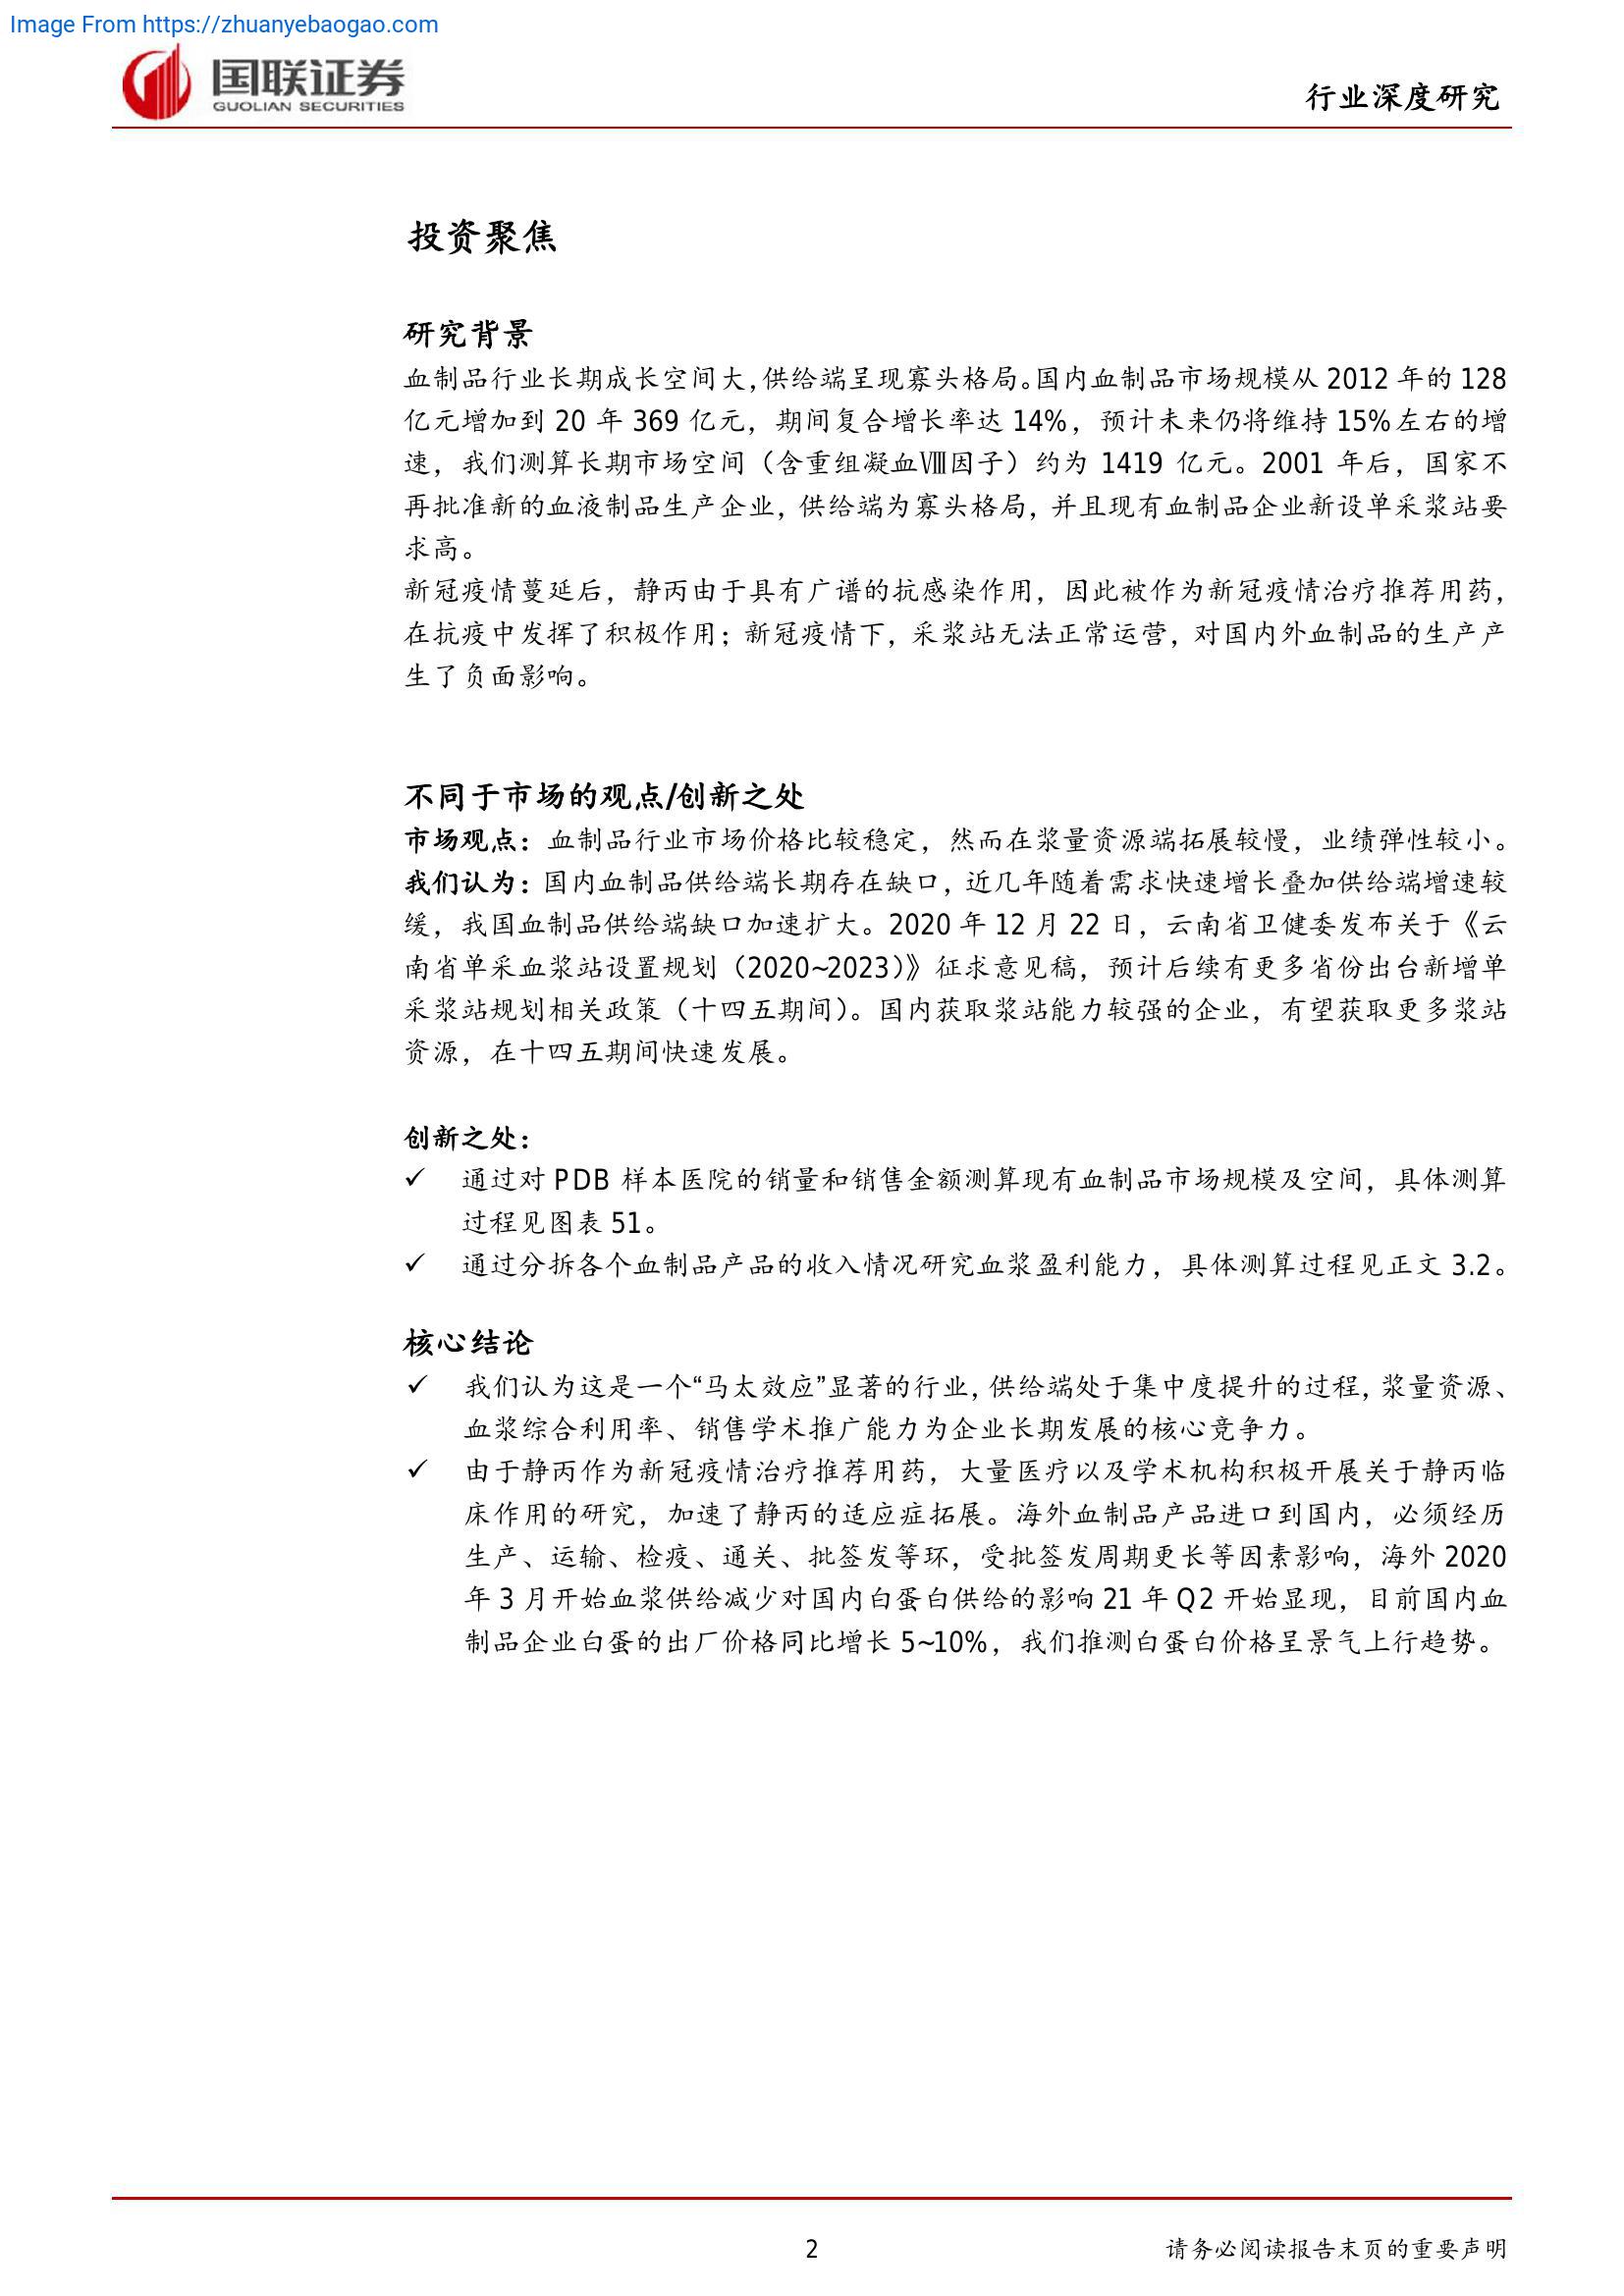 Image From https://zhuanyebaogao.com
国联证券
GUOLIAN SECURITIES
行业深度研究
投资聚焦
研究背景
血制品行业长期成长空间大，供给端呈现寡头格局。国内血制品市场规模从 2012 年的 128
亿元增加到 20 年 369 亿元，期间复合增长率达 14%，预计未来仍将维持 15%左右的增
速，我们测算长期市场空间（含重组凝血Ⅷ因子）约为 1419 亿元。2001 年后，国家不
再批准新的血液制品生产企业，供给端为寡头格局，并且现有血制品企业新设单采浆站要
求高。
新冠疫情蔓延后，静丙由于具有广谱的抗感染作用，因此被作为新冠疫情治疗推荐用药，
在抗疫中发挥了积极作用；新冠疫情下，采浆站无法正常运营，对国内外血制品的生产产
生了负面影响。
不同于市场的观点/创新之处
市场观点：血制品行业市场价格比较稳定，然而在浆量资源端拓展较慢，业绩弹性较小。
我们认为：国内血制品供给端长期存在缺口，近几年随着需求快速增长叠加供给端增速较
缓，我国血制品供给端缺口加速扩大。2020 年 12 月 22 日，云南省卫健委发布关于《云
南省单采血浆站设置规划（2020~2023）》征求意见稿，预计后续有更多省份出台新增单
采浆站规划相关政策（十四五期间）。国内获取浆站能力较强的企业，有望获取更多浆站
资源，在十四五期间快速发展。
创新之处：
✓ 通过对 PDB 样本医院的销量和销售金额测算现有血制品市场规模及空间，具体测算
过程见图表 51。
✓ 通过分拆各个血制品产品的收入情况研究血浆盈利能力，具体测算过程见正文 3.2。
核心结论
✓ 我们认为这是一个“马太效应”显著的行业，供给端处于集中度提升的过程，浆量资源、
血浆综合利用率、销售学术推广能力为企业长期发展的核心竞争力。
✓ 由于静丙作为新冠疫情治疗推荐用药，大量医疗以及学术机构积极开展关于静丙临
床作用的研究，加速了静丙的适应症拓展。海外血制品产品进口到国内，必须经历
生产、运输、检疫、通关、批签发等环，受批签发周期更长等因素影响，海外 2020
年 3 月开始血浆供给减少对国内白蛋白供给的影响 21 年 Q2 开始显现，目前国内血
制品企业白蛋的出厂价格同比增长 5~10%，我们推测白蛋白价格呈景气上行趋势。
2
请务必阅读报告末页的重要声明